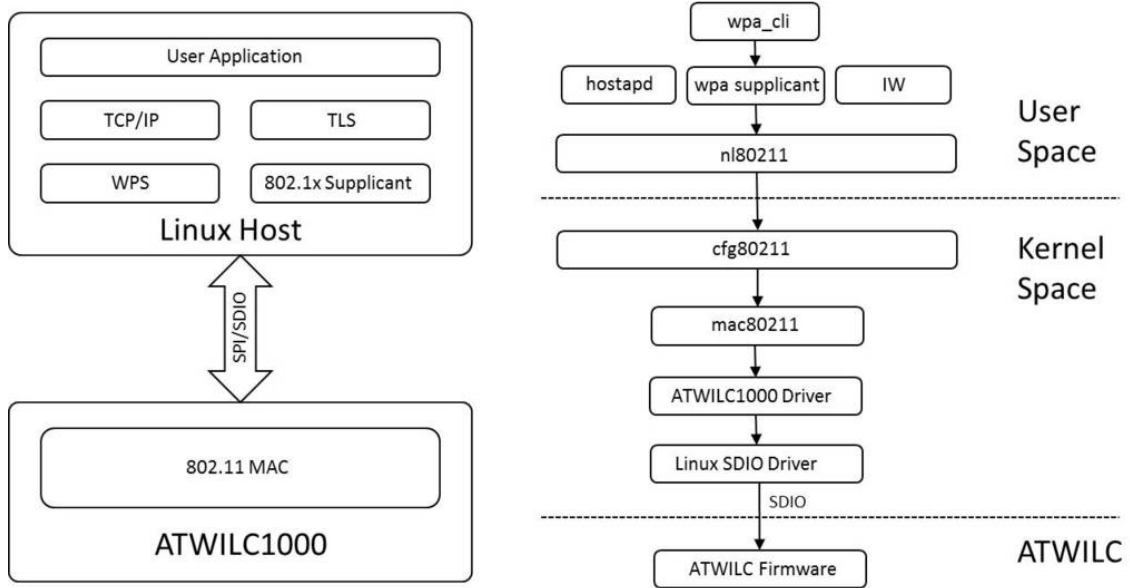 User Application
TCP/IP
TLS
WPS
802.1x Supplicant
Linux Host
SPI/SDIO
802.11 MAC
ATWILC1000
wpa_cli
hostapd
wpa supplicant
IW
nl80211
User
Space
cfg80211
Kernel
Space
mac80211
ATWILC1000 Driver
Linux SDIO Driver
SDIO
ATWILC Firmware
ATWILC